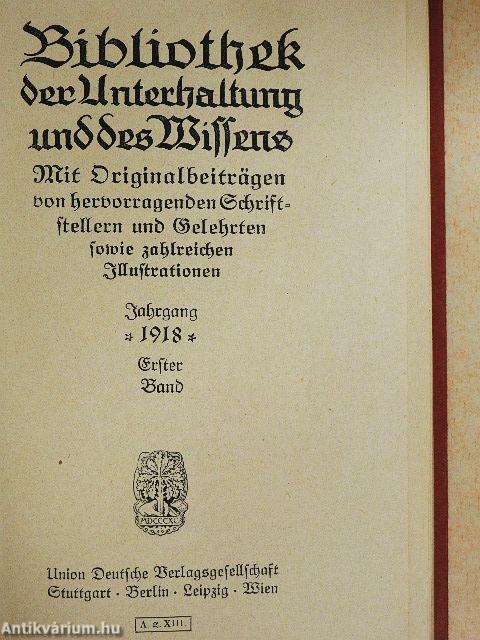 Bibliothek
der Unterhaltung
und des Wissens
Mit Originalbeiträgen
von hervorragenden Schrift=
stellern und Gelehrten
sowie zahlreichen
Illustrationen
Jahrgang
* 1918 *
Erster
Band
MDCCCXC
Union Deutsche Verlagsgesellschaft
Stuttgart · Berlin · Leipzig · Wien
A. g. XIII.
Antikvárium.hu